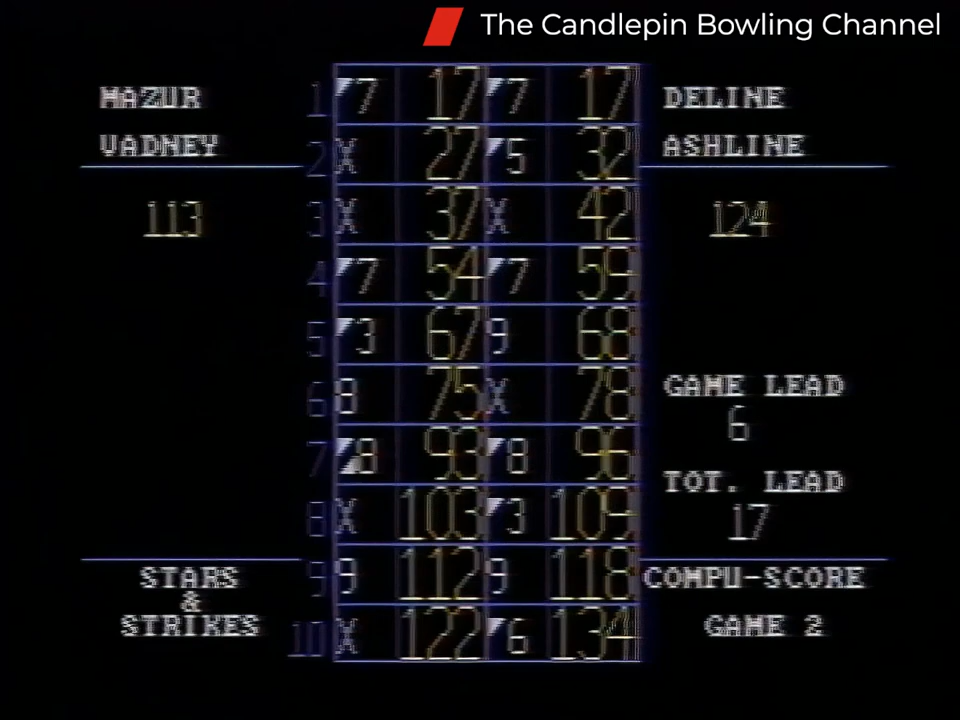 The Candlepin Bowling Channel
MAZUR
VADNEY
113
1 7 17 7 17
2 X 27 5 32
3 X 37 X 42
4 7 54 7 59
5 3 67 9 68
6 8 75 X 78
7 8 93 8 96
8 X 103 3 109
9 9 112 9 118
10 X 122 6 134
DELINE
ASHLINE
124
GAME LEAD
6
TOT. LEAD
17
STARS
&
STRIKES
COMPU-SCORE
GAME 2